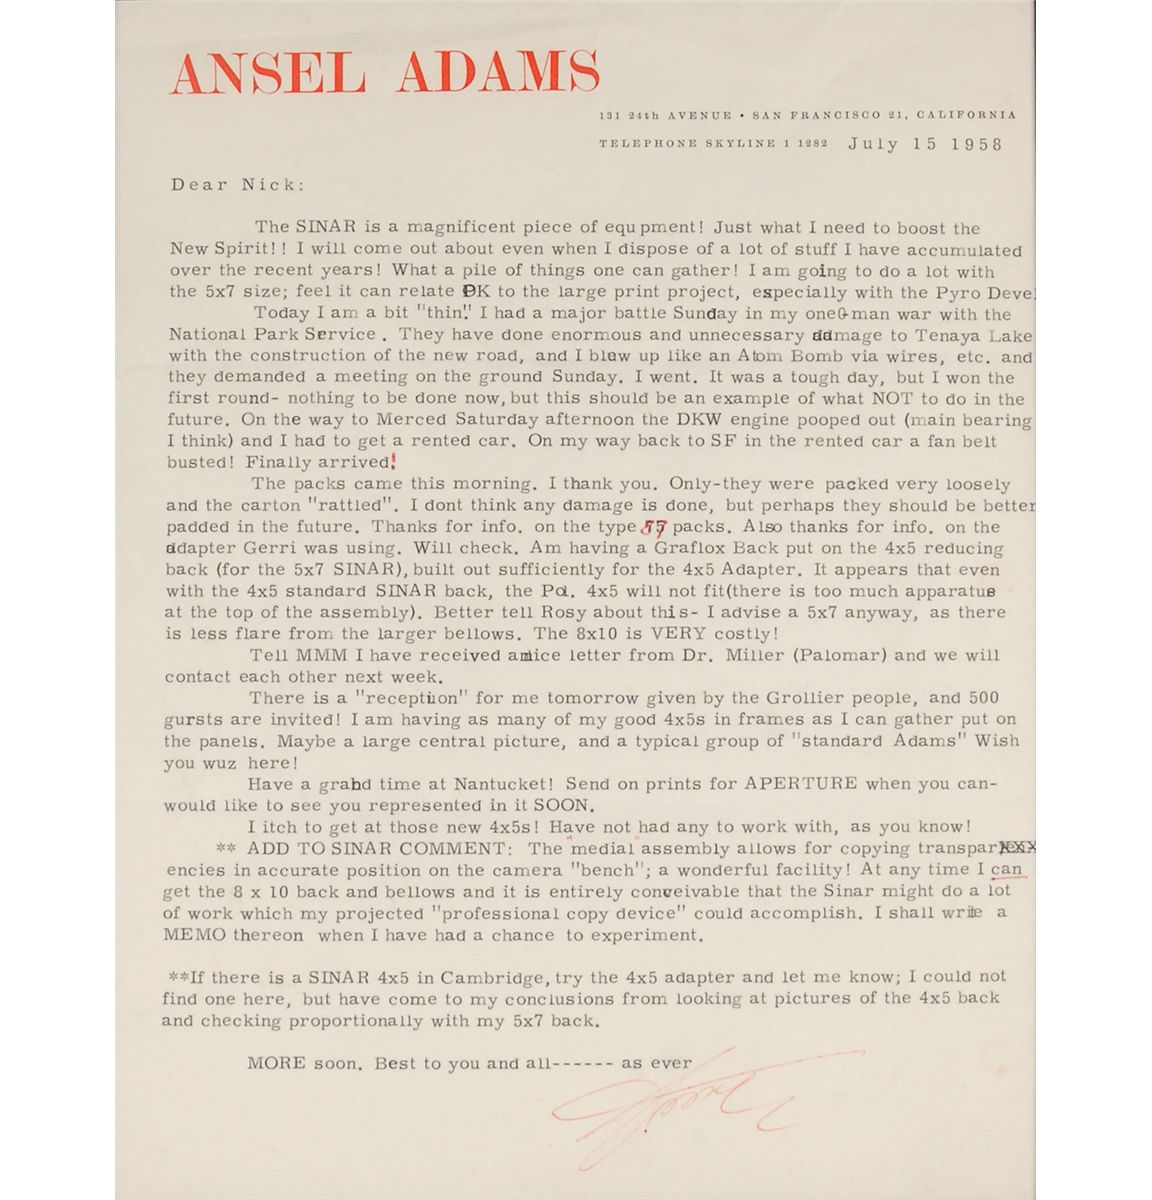 ANSEL ADAMS
131 24th AVENUE • SAN FRANCISCO 21, CALIFORNIA
TELEPHONE SKYLINE 1 1282 July 15 1958
Dear Nick:
The SINAR is a magnificent piece of equ pment! Just what I need to boost the
New Spirit!! I will come out about even when I dispose of a lot of stuff I have accumulated
over the recent years! What a pile of things one can gather! I am going to do a lot with
the 5x7 size; feel it can relate OK to the large print project, especially with the Pyro Deve
Today I am a bit "thin"! I had a major battle Sunday in my one-man war with the
National Park Service. They have done enormous and unnecessary damage to Tenaya Lake
with the construction of the new road, and I blew up like an Atom Bomb via wires, etc. and
they demanded a meeting on the ground Sunday. I went. It was a tough day, but I won the
first round- nothing to be done now, but this should be an example of what NOT to do in the
future. On the way to Merced Saturday afternoon the DKW engine pooped out (main bearing
I think) and I had to get a rented car. On my way back to SF in the rented car a fan belt
busted! Finally arrived!
The packs came this morning. I thank you. Only-they were packed very loosely
and the carton "rattled". I dont think any damage is done, but perhaps they should be better
padded in the future. Thanks for info. on the type packs. Also thanks for info. on the
adapter Gerri was using. Will check. Am having a Graflox Back put on the 4x5 reducing
back (for the 5x7 SINAR), built out sufficiently for the 4x5 Adapter. It appears that even
with the 4x5 standard SINAR back, the Pol. 4x5 will not fit(there is too much apparatus
at the top of the assembly). Better tell Rosy about this- I advise a 5x7 anyway, as there
is less flare from the larger bellows. The 8x10 is VERY costly!
Tell MMM I have received a nice letter from Dr. Miller (Palomar) and we will
contact each other next week.
There is a "reception" for me tomorrow given by the Grollier people, and 500
gursts are invited! I am having as many of my good 4x5s in frames as I can gather put on
the panels. Maybe a large central picture, and a typical group of "standard Adams" Wish
you wuz here!
Have a grand time at Nantucket! Send on prints for APERTURE when you can-
would like to see you represented in it SOON.
I itch to get at those new 4x5s! Have not had any to work with, as you know!
** ADD TO SINAR COMMENT: The "medial" assembly allows for copying transpar
encies in accurate position on the camera "bench"; a wonderful facility! At any time I can
get the 8 x 10 back and bellows and it is entirely conceivable that the Sinar might do a lot
of work which my projected "professional copy device" could accomplish. I shall write a
MEMO thereon when I have had a chance to experiment.
**If there is a SINAR 4x5 in Cambridge, try the 4x5 adapter and let me know; I could not
find one here, but have come to my conclusions from looking at pictures of the 4x5 back
and checking proportionally with my 5x7 back.
MORE soon. Best to you and all------ as ever